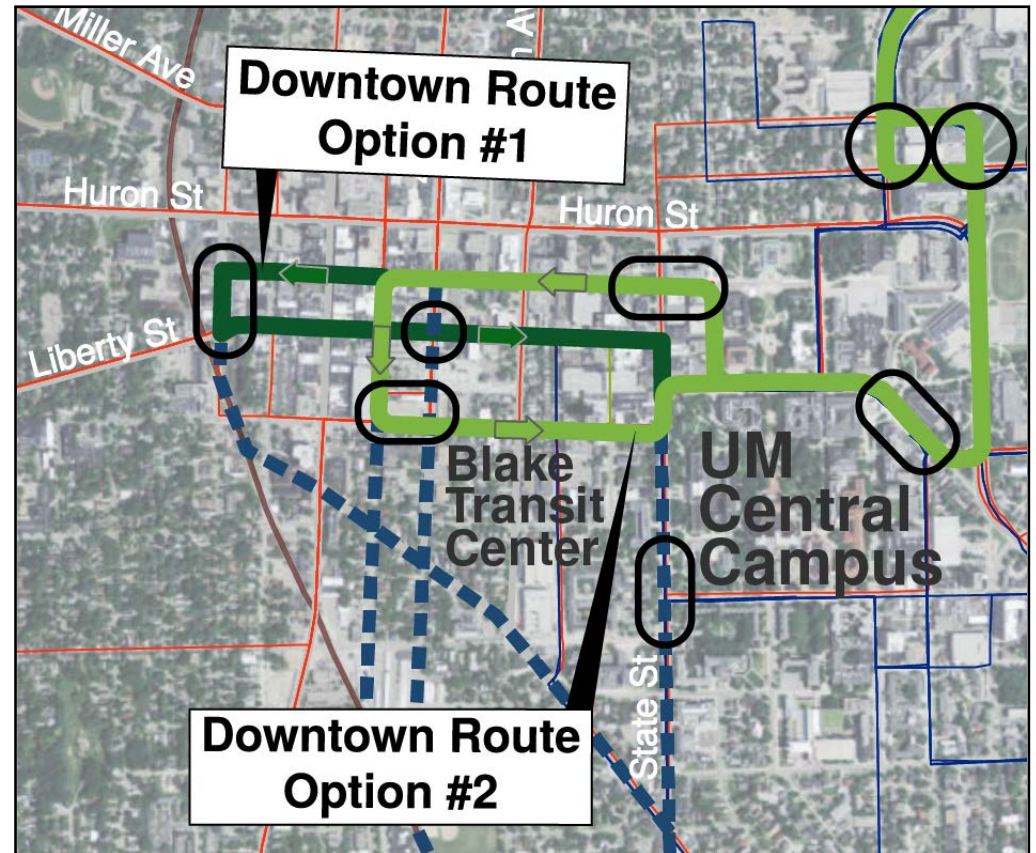 Miller Ave
n Av
Downtown Route
Option #1
Huron St
Huron St
Liberty St
Blake
Transit
Center
UM
Central
Campus
State St
Downtown Route
Option #2